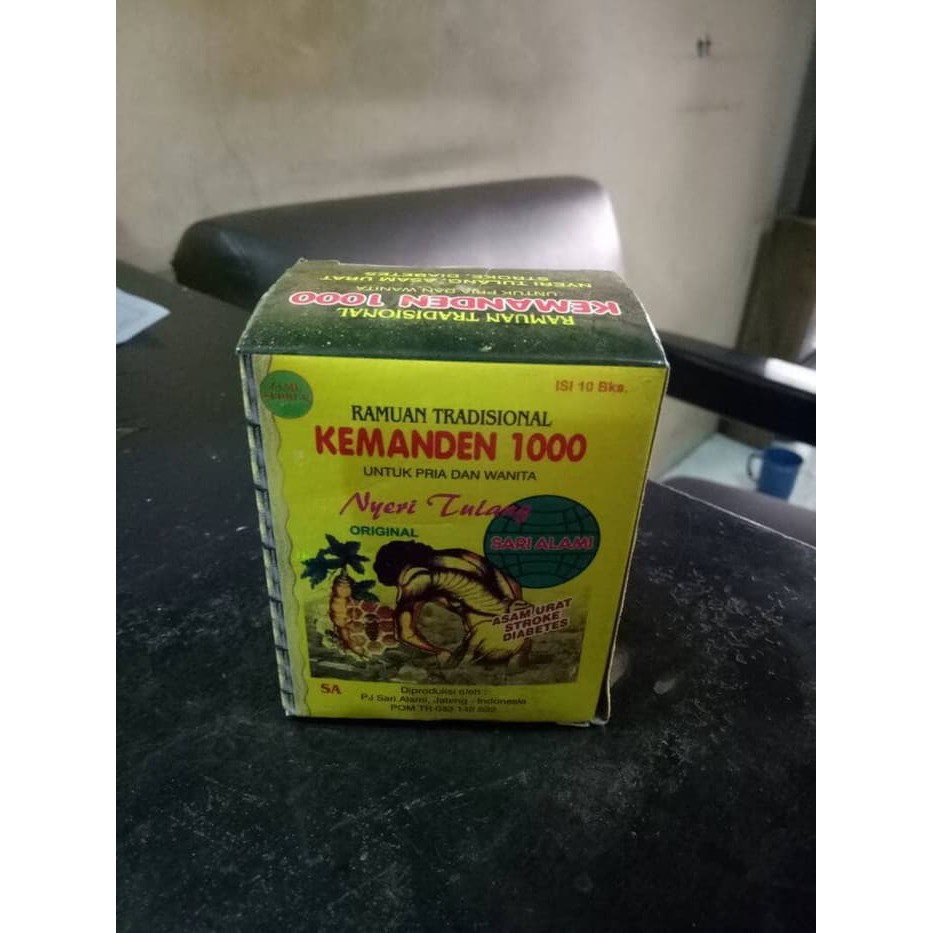 RAMUAN TRADISIONAL
KEMANDEN 1000
UNTUK PRIA DAN WANITA
NYERI TULANG, ASAM URAT
STROKE, DIABETES
ISI 10 Bks.
RAMUAN TRADISIONAL
KEMANDEN 1000
UNTUK PRIA DAN WANITA
Nyeri Tulang
ORIGINAL
SARI ALAMI
ASAM URAT
STROKE
DIABETES
SA
Diproduksi oleh :
PJ Sari Alami, Jateng - Indonesia
POM TR